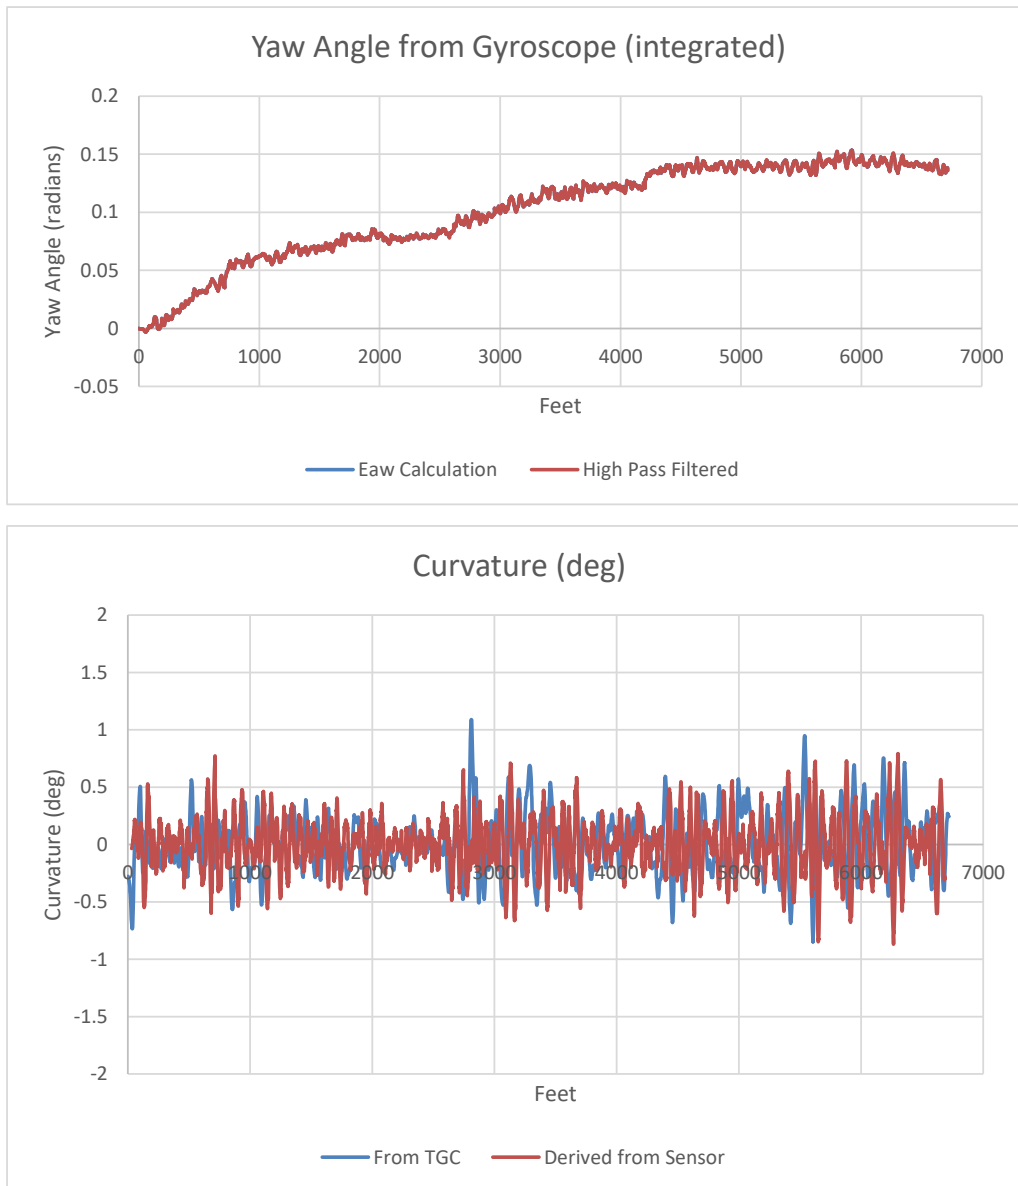 Yaw Angle from Gyroscope (integrated)
0.2
0.15
0.1
0.05
0
-0.05
Yaw Angle (radians)
0 1000 2000 3000 4000 5000 6000 7000
Feet
Eaw Calculation High Pass Filtered
Curvature (deg)
2
1.5
1
0.5
0
-0.5
-1
-1.5
-2
Curvature (deg)
0 1000 2000 3000 4000 5000 6000 7000
Feet
From TGC Derived from Sensor